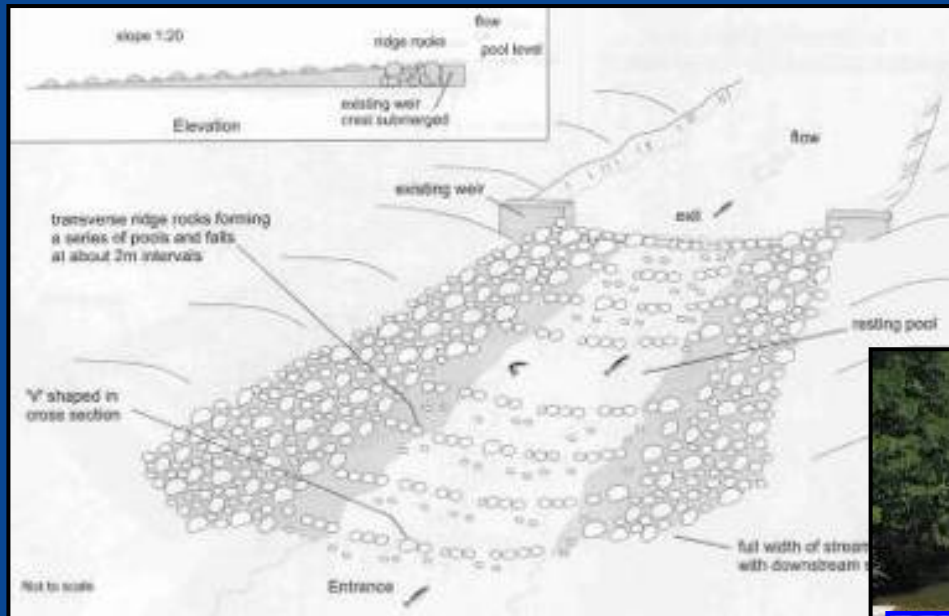 slope 1:20
ridge rocks
flow
pool level
existing weir
crest submerged
Elevation
flow
existing weir
exit
transverse ridge rocks forming
a series of pools and falls
at about 2m intervals
resting pool
'V' shaped in
cross section
full width of stream
with downstream
Entrance
Not to scale